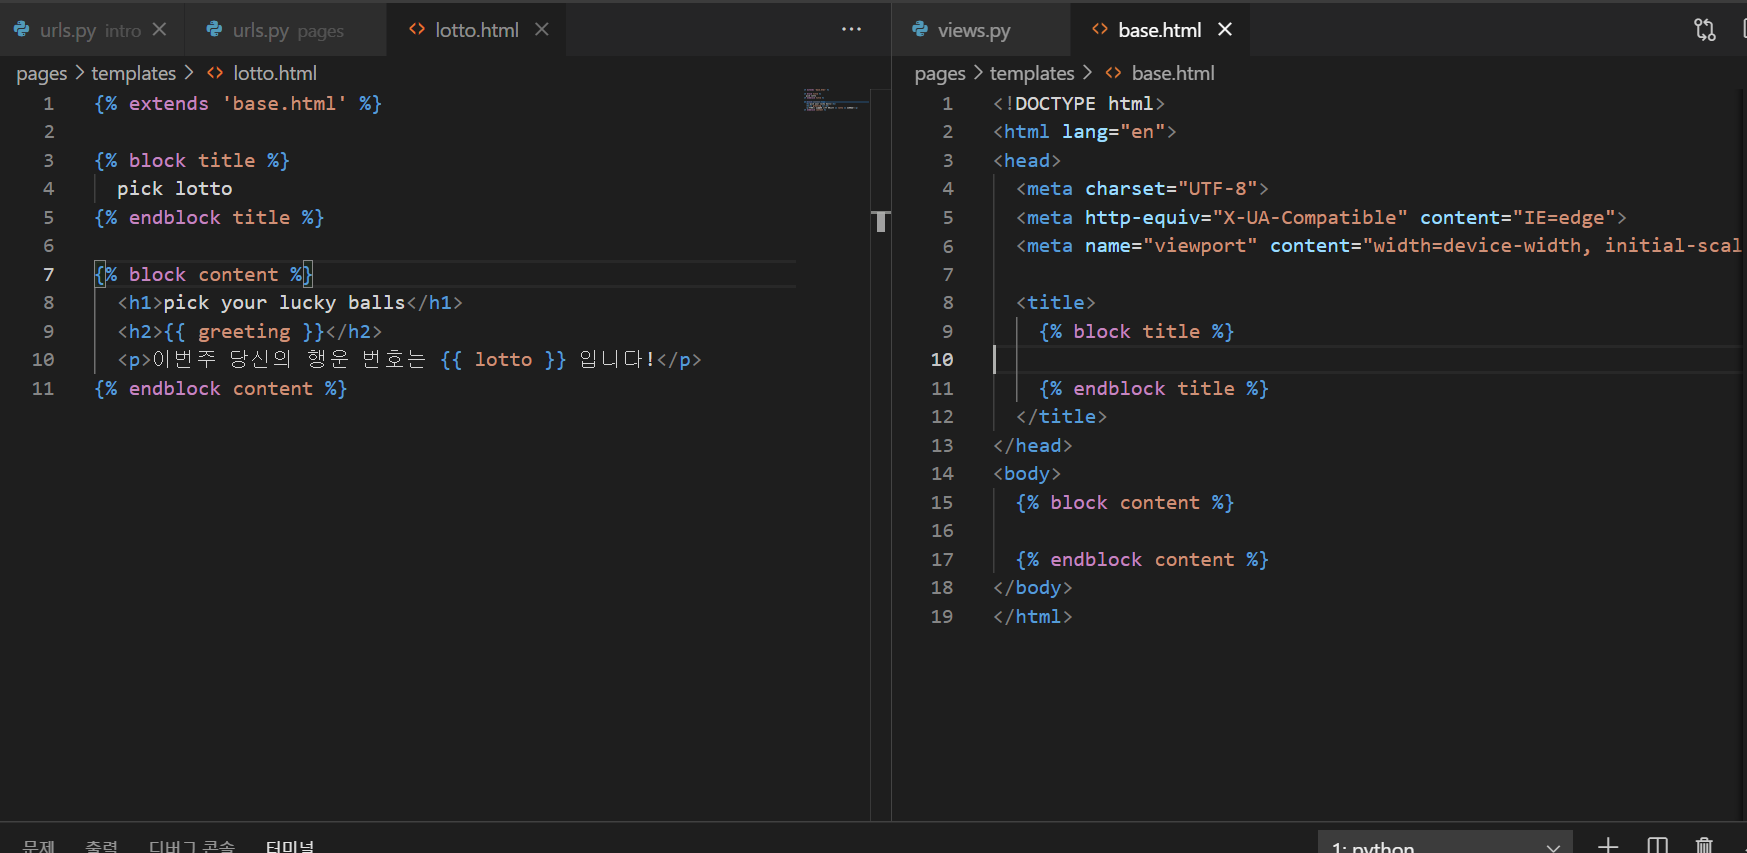 urls.py intro urls.py pages lotto.html
pages > templates > lotto.html
1 {% extends 'base.html' %}
2
3 {% block title %}
4 pick lotto
5 {% endblock title %}
6
7 {% block content %}
8 <h1>pick your lucky balls</h1>
9 <h2>{{ greeting }}</h2>
10 <p>이번주 당신의 행운 번호는 {{ lotto }} 입니다!</p>
11 {% endblock content %}
views.py base.html
pages > templates > base.html
1 <!DOCTYPE html>
2 <html lang="en">
3 <head>
4 <meta charset="UTF-8">
5 <meta http-equiv="X-UA-Compatible" content="IE=edge">
6 <meta name="viewport" content="width=device-width, initial-scal
7
8 <title>
9 {% block title %}
10
11 {% endblock title %}
12 </title>
13 </head>
14 <body>
15 {% block content %}
16
17 {% endblock content %}
18 </body>
19 </html>
문제 출력 디버그 콘솔 터미널
1: python